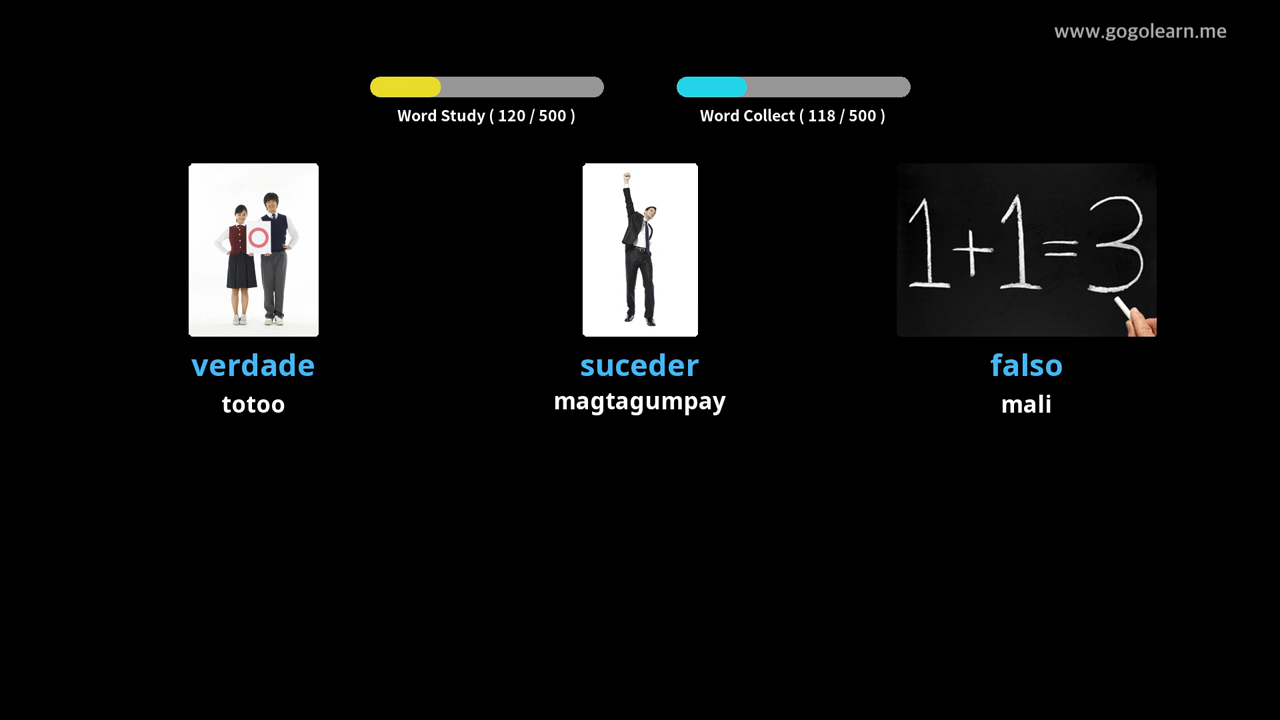 www.gogolearn.me
Word Study ( 120 / 500 )
Word Collect ( 118 / 500 )
1+1=3
verdade
totoo
suceder
magtagumpay
falso
mali